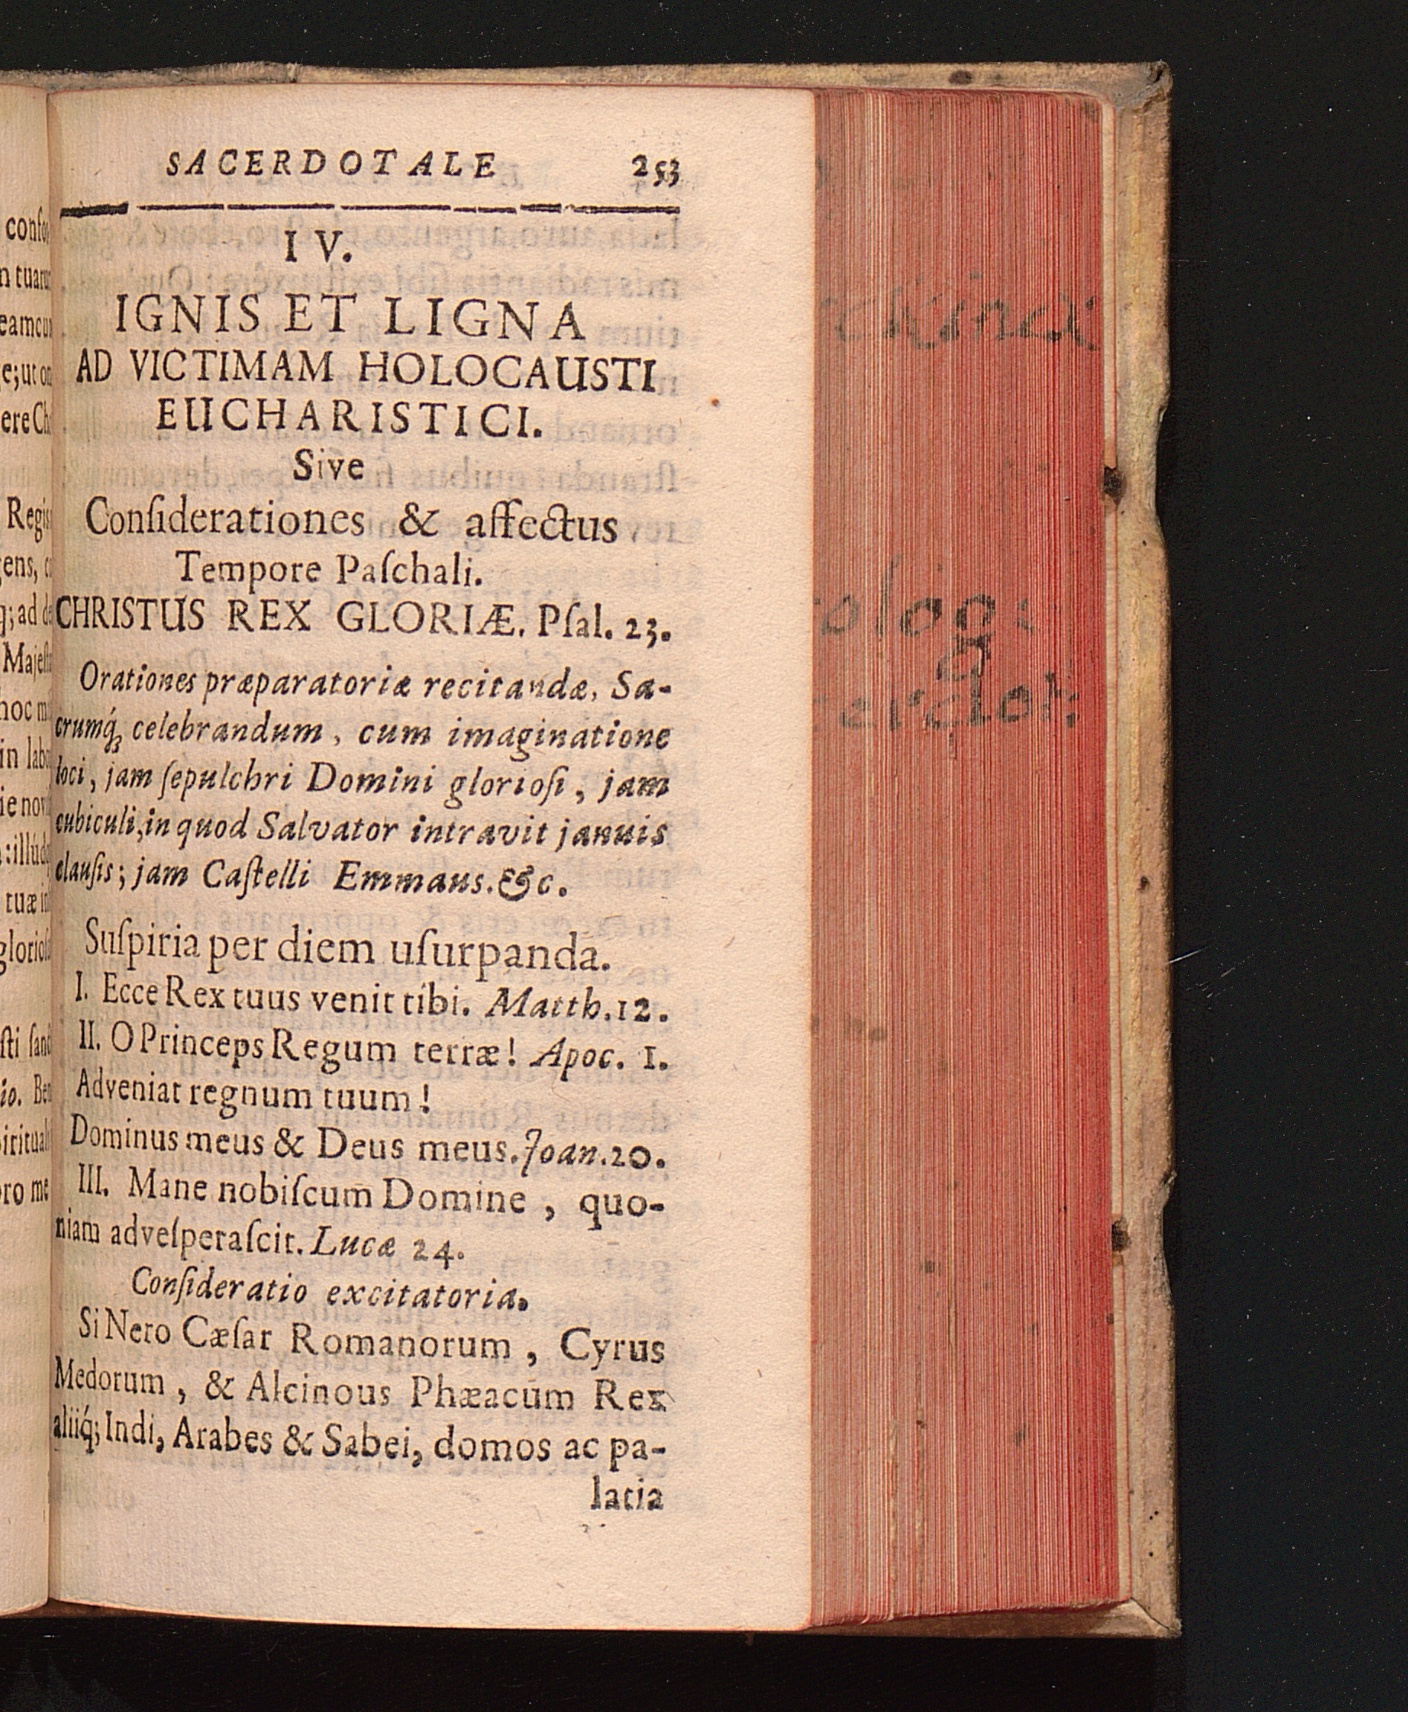 SACERDOTALE 253
IV.
IGNIS ET LIGNA
AD VICTIMAM HOLOCAUSTI
EUCHARISTICI.
Sive
Conſiderationes & affectus
Tempore Paſchali.
CHRISTUS REX GLORIÆ. Pſal. 23.
Orationes præparatoriæ recitandæ, Sa-
crumq́; celebrandum, cum imaginatione
loci, jam ſepulchri Domini glorioſi, jam
cubiculi, in quod Salvator intravit januis
clauſis; jam Caſtelli Emmaus. &c.
Suſpiria per diem uſurpanda.
I. Ecce Rex tuus venit tibi. Matth. 12.
II. O Princeps Regum terræ! Apoc. 1.
Adveniat regnum tuum!
Dominus meus & Deus meus. Joan. 20.
III. Mane nobiſcum Domine, quo-
niam adveſperaſcit. Lucæ 24.
Conſideratio excitatoria.
Si Nero Cæſar Romanorum, Cyrus
Medorum, & Alcinous Phæacum Rex
aliiq́; Indi, Arabes & Sabei, domos ac pa-
latia